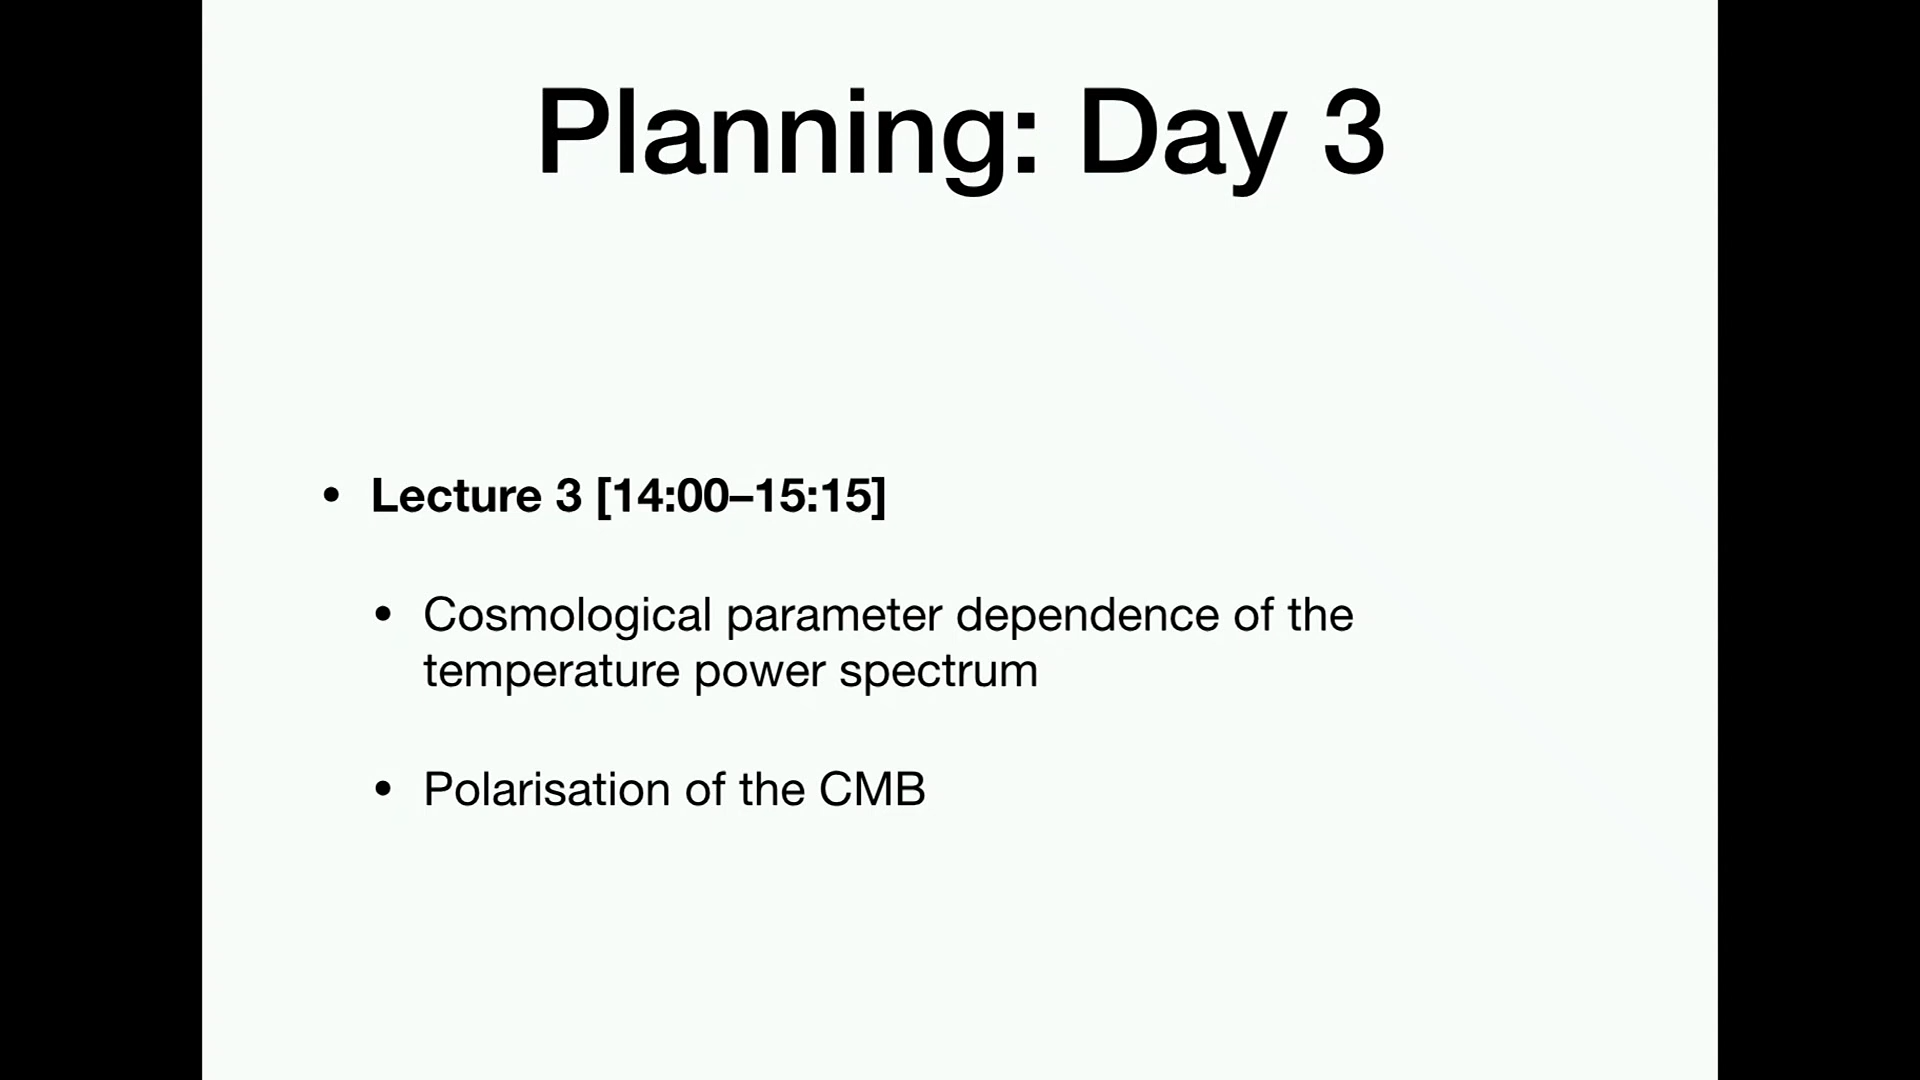 Planning: Day 3
• Lecture 3 [14:00–15:15]
• Cosmological parameter dependence of the
temperature power spectrum
• Polarisation of the CMB